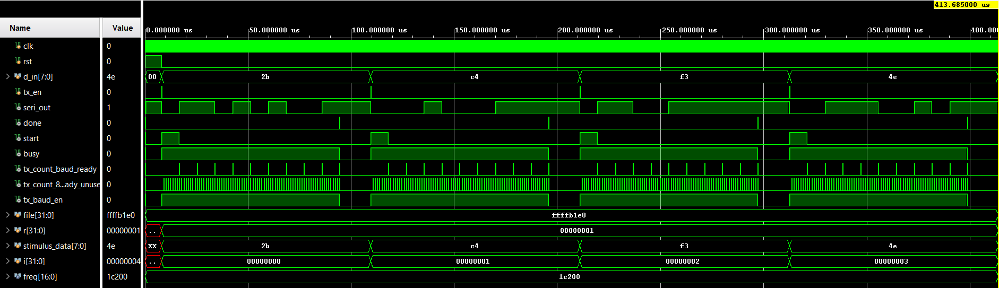 413.685000 us
Name Value
0.000000 us 50.000000 us 100.000000 us 150.000000 us 200.000000 us 250.000000 us 300.000000 us 350.000000 us 400.00
clk 0
rst 0
d_in[7:0] 4e 00 2b c4 f3 4e
tx_en 0
seri_out 1
done 0
start 0
busy 0
tx_count_baud_ready 0
tx_count_8...ady_unuse 0
tx_baud_en 0
file[31:0] ffffb1e0 ffffb1e0
r[31:0] 00000001 .. 00000001
stimulus_data[7:0] 4e XX 2b c4 f3 4e
i[31:0] 00000004 .. 00000000 00000001 00000002 00000003
freq[16:0] 1c200 1c200